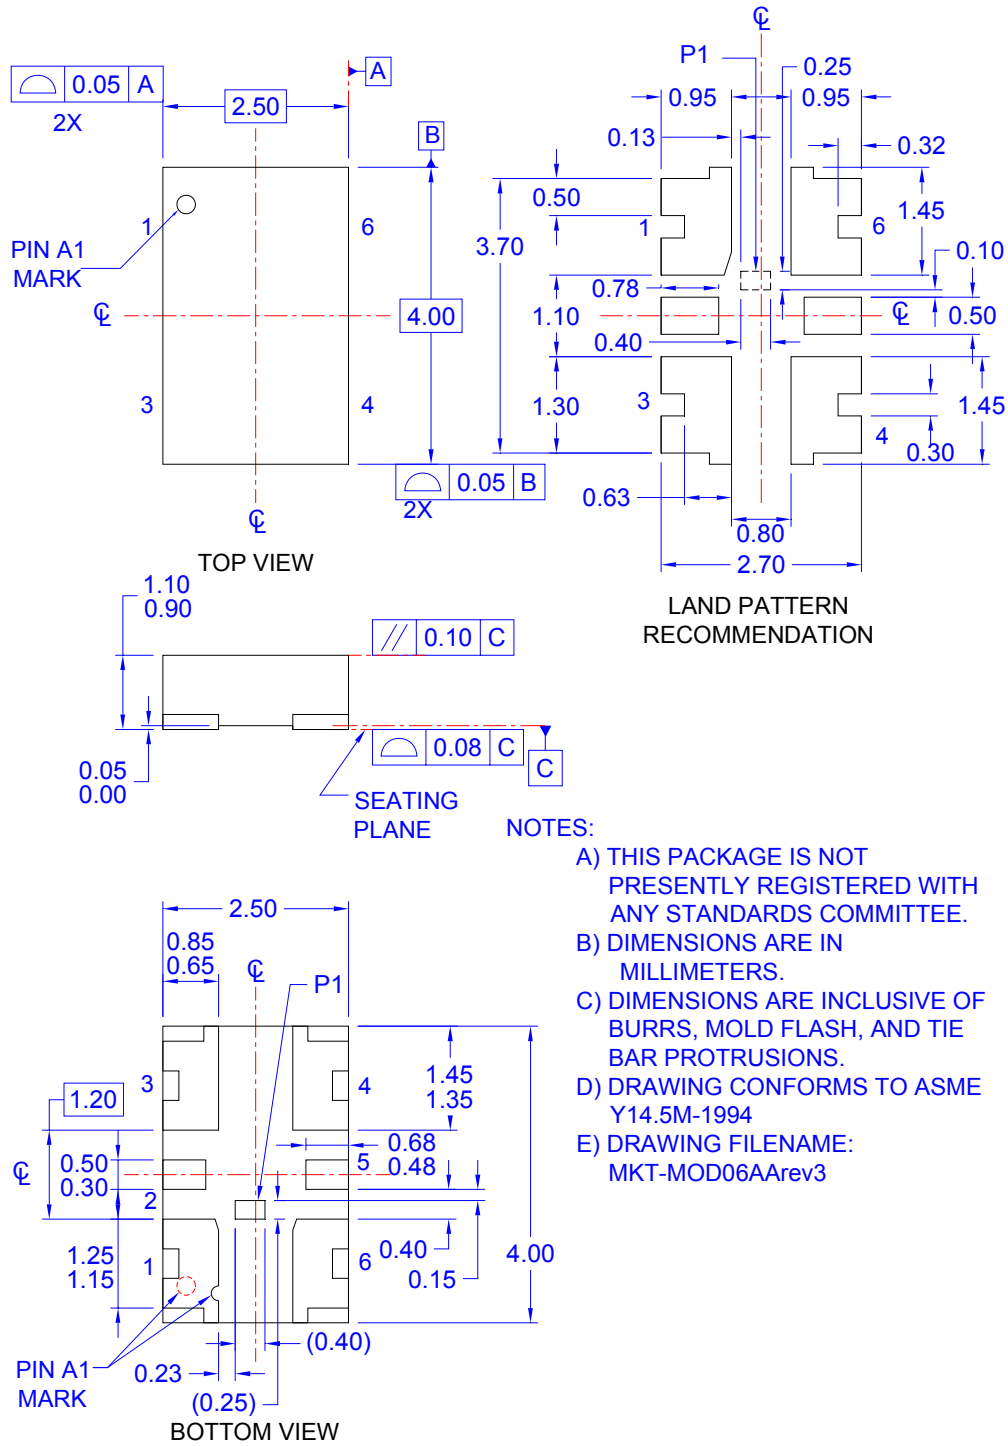 ℄
P1
0.25
0.05 A
A
0.95
0.95
2X
2.50
B
0.13
0.32
0.50
1
6
1
6
1.45
3.70
PIN A1
MARK
0.10
0.78
℄
4.00
1.10
℄
0.50
0.40
3
4
1.30
3
4
1.45
0.30
0.05 B
2X
0.63
℄
0.80
TOP VIEW
2.70
1.10
0.90
LAND PATTERN
RECOMMENDATION
// 0.10 C
0.08 C
C
0.05
0.00
SEATING
PLANE
NOTES:
A) THIS PACKAGE IS NOT
PRESENTLY REGISTERED WITH
ANY STANDARDS COMMITTEE.
B) DIMENSIONS ARE IN
MILLIMETERS.
C) DIMENSIONS ARE INCLUSIVE OF
BURRS, MOLD FLASH, AND TIE
BAR PROTRUSIONS.
D) DRAWING CONFORMS TO ASME
Y14.5M-1994
E) DRAWING FILENAME:
MKT-MOD06AArev3
2.50
0.85
0.65
℄
P1
3
4
1.45
1.35
1.20
0.68
0.48
℄
0.50
0.30
5
2
1.25
1.15
1
6
0.40
0.15
4.00
(0.40)
PIN A1
MARK
0.23
(0.25)
BOTTOM VIEW